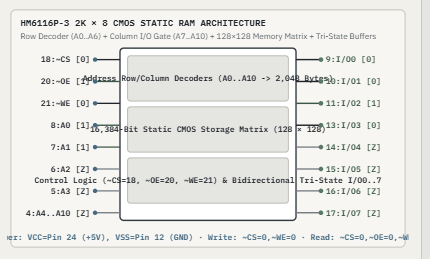 HM6116P-3 2K × 8 CMOS STATIC RAM ARCHITECTURE
Row Decoder (A0..A6) + Column I/O Gate (A7..A10) + 128×128 Memory Matrix + Tri-State Buffers
18:~CS [0]
9:I/O0 [0]
Address Row/Column Decoders (A0..A10 -> 2,048 Bytes)
20:~OE [1]
10:I/O1 [0]
21:~WE [0]
11:I/O2 [1]
8:A0 [1]
16,384-Bit Static CMOS Storage Matrix (128 × 128)
13:I/O3 [0]
7:A1 [1]
14:I/O4 [Z]
6:A2 [Z]
15:I/O5 [Z]
Control Logic (~CS=18, ~OE=20, ~WE=21) & Bidirectional Tri-State I/O0..7
5:A3 [Z]
16:I/O6 [Z]
4:A4..A10 [Z]
17:I/O7 [Z]
er: VCC=Pin 24 (+5V), VSS=Pin 12 (GND) · Write: ~CS=0,~WE=0 · Read: ~CS=0,~OE=0,~W